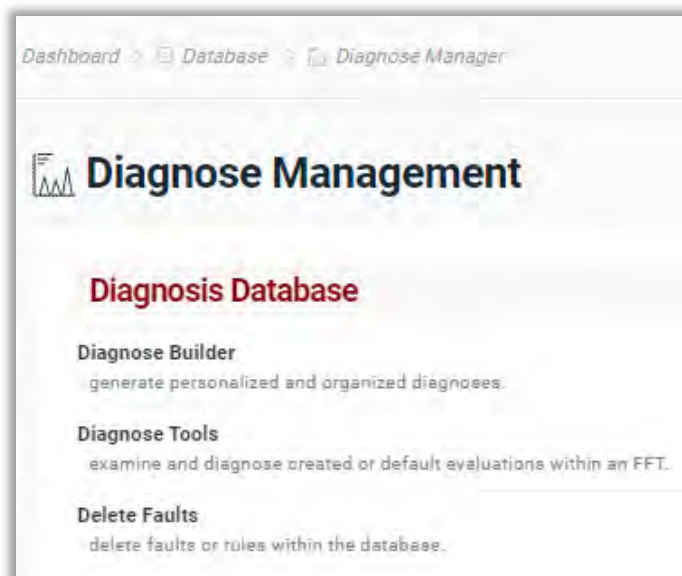 Dashboard > Database > Diagnose Manager
Diagnose Management
Diagnosis Database
Diagnose Builder
generate personalized and organized diagnoses.
Diagnose Tools
examine and diagnose created or default evaluations within an FFT.
Delete Faults
delete faults or rules within the database.